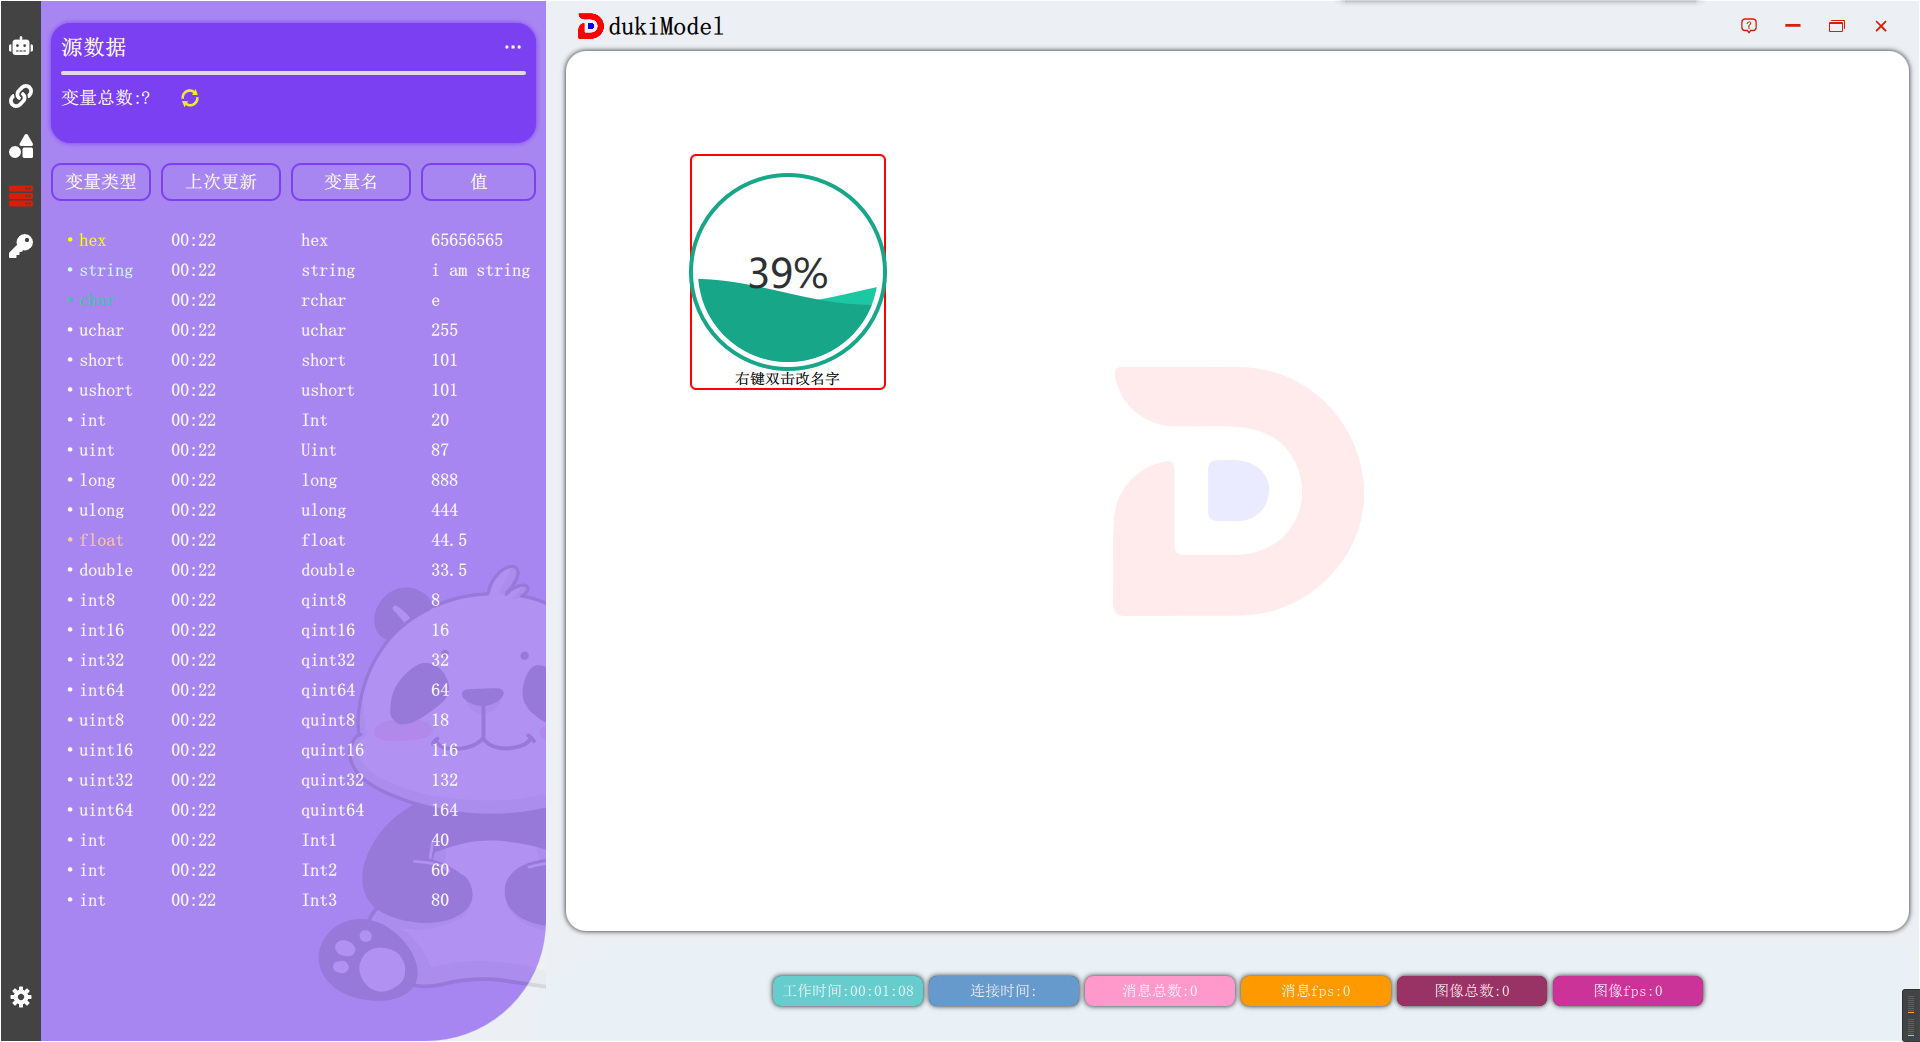 dukiModel
源数据
变量总数:?
变量类型 上次更新 变量名 值
• hex 00:22 hex 65656565
• string 00:22 string i am string
• char 00:22 rchar e
• uchar 00:22 uchar 255
• short 00:22 short 101
• ushort 00:22 ushort 101
• int 00:22 Int 20
• uint 00:22 Uint 87
• long 00:22 long 888
• ulong 00:22 ulong 444
• float 00:22 float 44.5
• double 00:22 double 33.5
• int8 00:22 qint8 8
• int16 00:22 qint16 16
• int32 00:22 qint32 32
• int64 00:22 qint64 64
• uint8 00:22 quint8 18
• uint16 00:22 quint16 116
• uint32 00:22 quint32 132
• uint64 00:22 quint64 164
• int 00:22 Int1 40
• int 00:22 Int2 60
• int 00:22 Int3 80
39%
右键双击改名字
工作时间:00:01:08 连接时间: 消息总数:0 消息fps:0 图像总数:0 图像fps:0